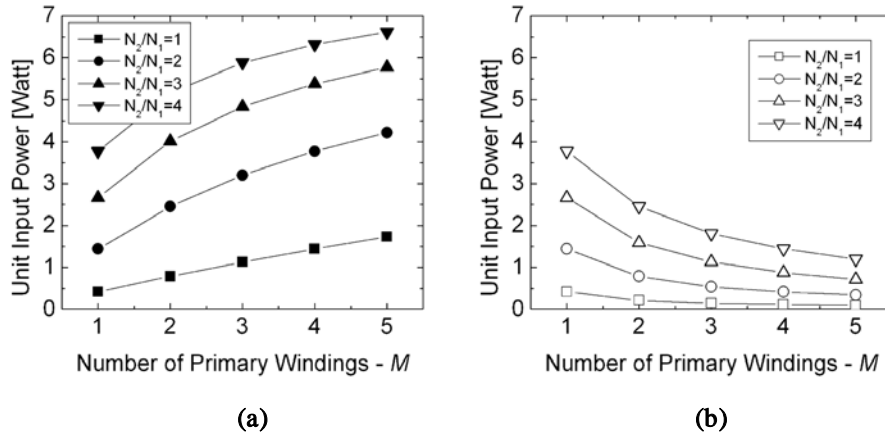 Unit Input Power [Watt]
7
6
5
4
3
2
1
0
N2/N1=1
N2/N1=2
N2/N1=3
N2/N1=4
1 2 3 4 5
Number of Primary Windings - M
(a)
Unit Input Power [Watt]
7
6
5
4
3
2
1
0
N2/N1=1
N2/N1=2
N2/N1=3
N2/N1=4
1 2 3 4 5
Number of Primary Windings - M
(b)